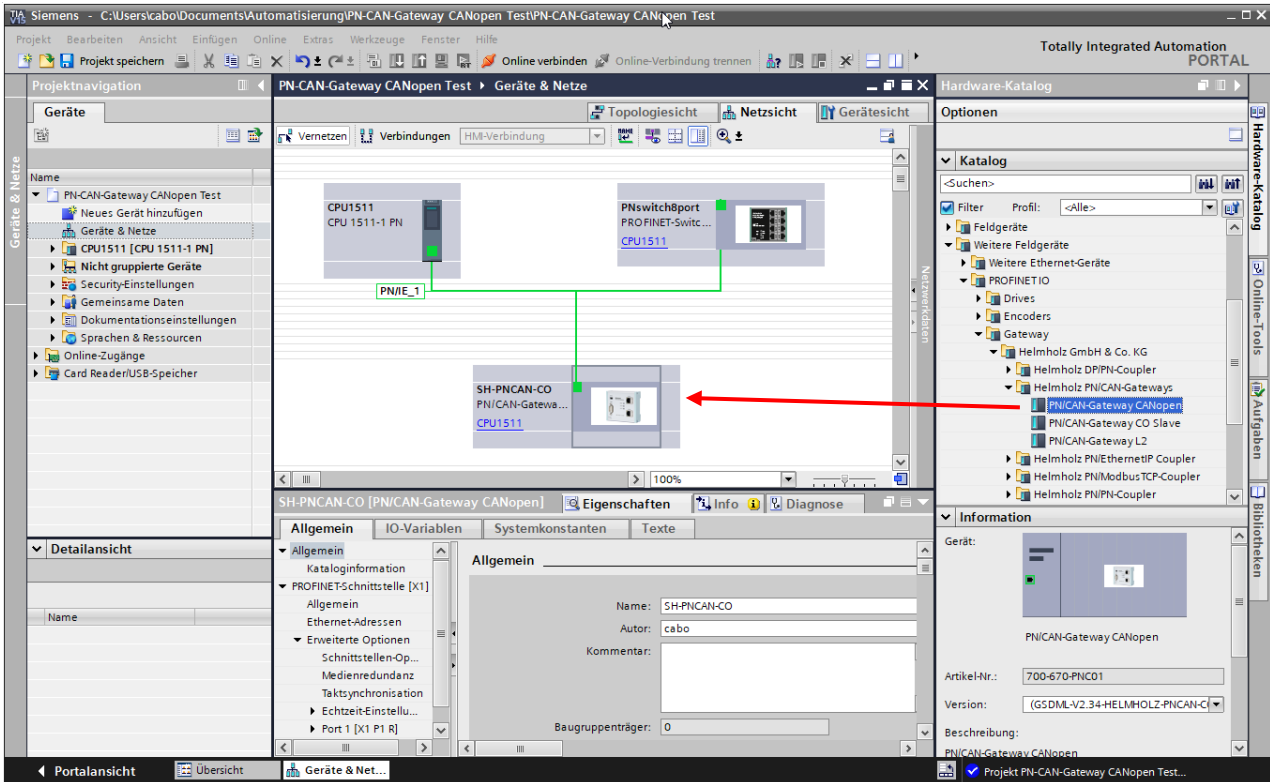 Siemens - C:\Users\cabo\Documents\Automatisierung\PN-CAN-Gateway CANopen Test\PN-CAN-Gateway CANopen Test
Projekt Bearbeiten Ansicht Einfügen Online Extras Werkzeuge Fenster Hilfe
Totally Integrated Automation
PORTAL
Projekt speichern
Online verbinden
Online-Verbindung trennen
Projektnavigation
Geräte
Geräte & Netze
Name
PN-CAN-Gateway CANopen Test
Neues Gerät hinzufügen
Geräte & Netze
CPU1511 [CPU 1511-1 PN]
Nicht gruppierte Geräte
Security-Einstellungen
Gemeinsame Daten
Dokumentationseinstellungen
Sprachen & Ressourcen
Online-Zugänge
Card Reader/USB-Speicher
Detailansicht
Name
PN-CAN-Gateway CANopen Test
Geräte & Netze
Topologiesicht
Netzsicht
Gerätesicht
Vernetzen
Verbindungen
HMI-Verbindung
CPU1511
CPU 1511-1 PN
PNswitch8port
PROFINET-Switc...
CPU1511
PN/IE_1
SH-PNCAN-CO
PN/CAN-Gatewa...
CPU1511
Netzwerkdaten
100%
SH-PNCAN-CO [PN/CAN-Gateway CANopen]
Eigenschaften
Info
Diagnose
Allgemein
IO-Variablen
Systemkonstanten
Texte
Allgemein
Kataloginformation
PROFINET-Schnittstelle [X1]
Allgemein
Ethernet-Adressen
Erweiterte Optionen
Schnittstellen-Op...
Medienredundanz
Taktsynchronisation
Echtzeit-Einstellu...
Port 1 [X1 P1 R]
Allgemein
Name: SH-PNCAN-CO
Autor: cabo
Kommentar:
Baugruppenträger: 0
Hardware-Katalog
Optionen
Katalog
<Suchen>
Filter Profil: <Alle>
Feldgeräte
Weitere Feldgeräte
Weitere Ethernet-Geräte
PROFINET IO
Drives
Encoders
Gateway
Helmholz GmbH & Co. KG
Helmholz DP/PN-Coupler
Helmholz PN/CAN-Gateways
PN/CAN-Gateway CANopen
PN/CAN-Gateway CO Slave
PN/CAN-Gateway L2
Helmholz PN/EthernetIP Coupler
Helmholz PN/ModbusTCP-Coupler
Helmholz PN/PN-Coupler
Information
Gerät:
PN/CAN-Gateway CANopen
Artikel-Nr.: 700-670-PNC01
Version: (GSDML-V2.34-HELMHOLZ-PNCAN-C
Beschreibung:
PN/CAN-Gateway CANopen
Hardware-Katalog
Online-Tools
Aufgaben
Bibliotheken
Portalansicht
Übersicht
Geräte & Net...
Projekt PN-CAN-Gateway CANopen Test...